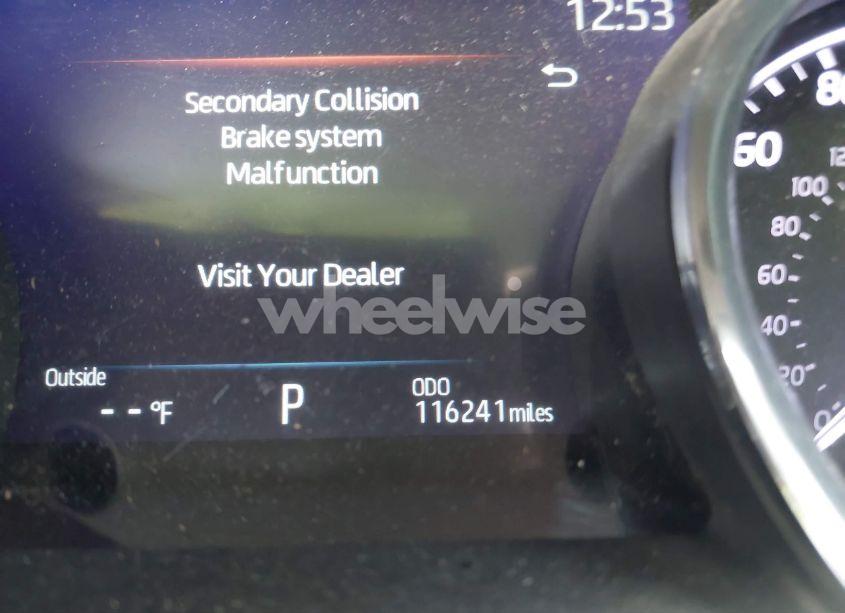 12:53
Secondary Collision
Brake system
Malfunction
Visit Your Dealer
wheelwise
Outside
-- °F
P
ODO
116241 miles
60
100
80
60
40
20
0